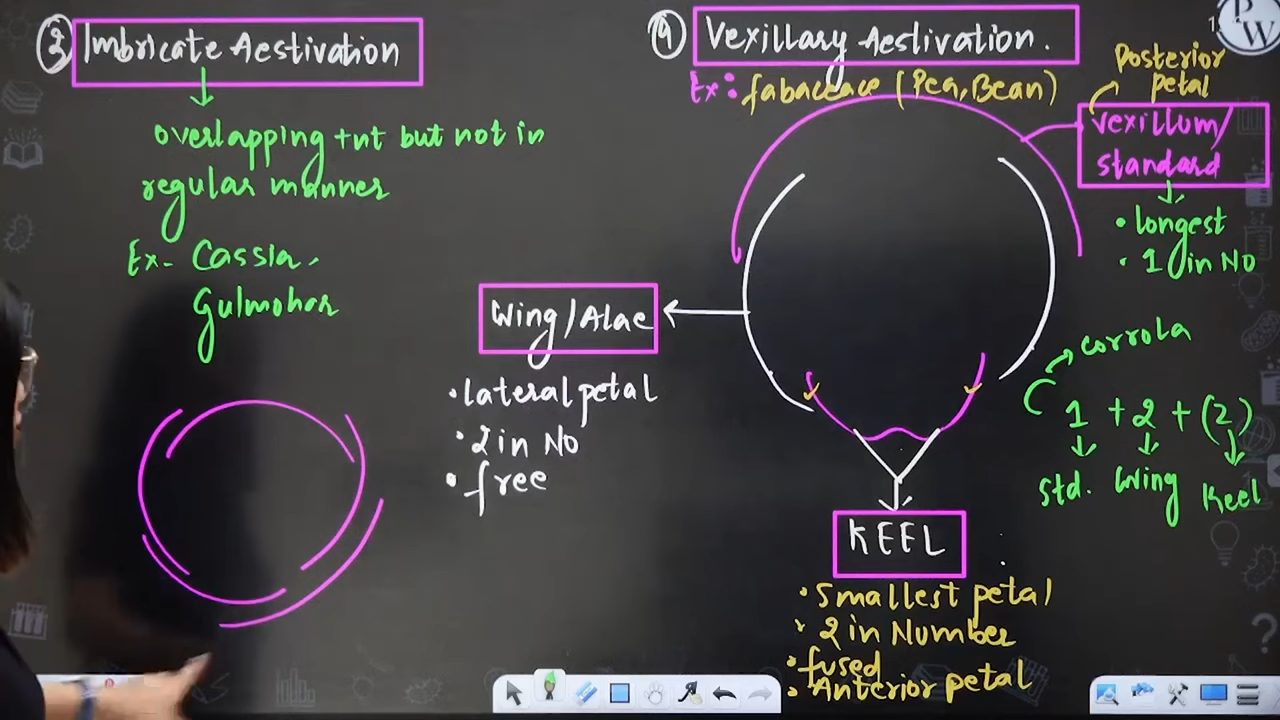 ③ Imbricate Aestivation
overlapping +nt but not in
regular manner
Ex- Cassia,
Gulmohar
④ Vexillary Aestivation.
Ex: fabaceae (Pea, Bean)
Posterior
petal
vexillum/
standard
• longest
• 1 in No
Wing/Alae
• lateral petal
• 2 in No
• free
corrola
1 + 2 + (2)
Std. Wing Keel
KEEL
• Smallest petal
• 2 in Number
• fused
• Anterior petal
PW